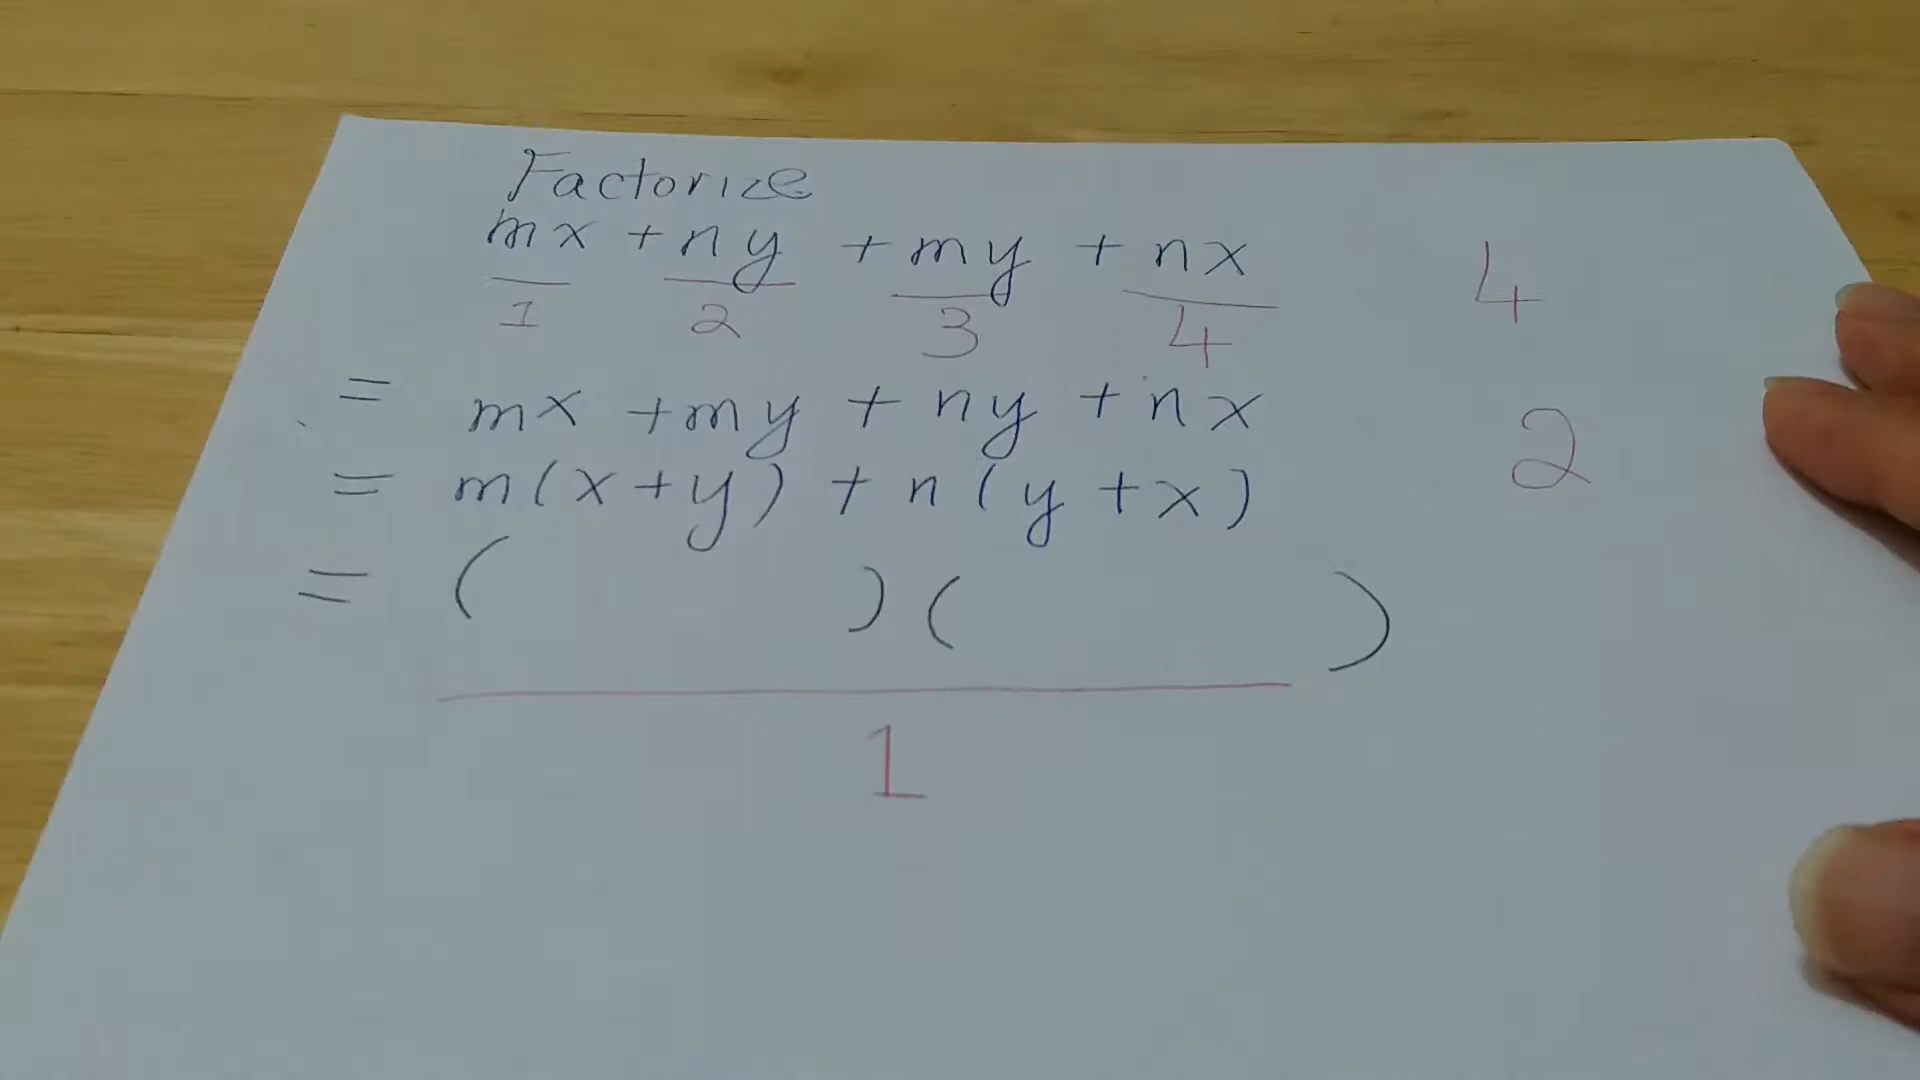 Factorize
mx + ny + my + nx 4
1 2 3 4
= mx + my + ny + nx
= m(x+y) + n(y+x) 2
= ( )( )
1